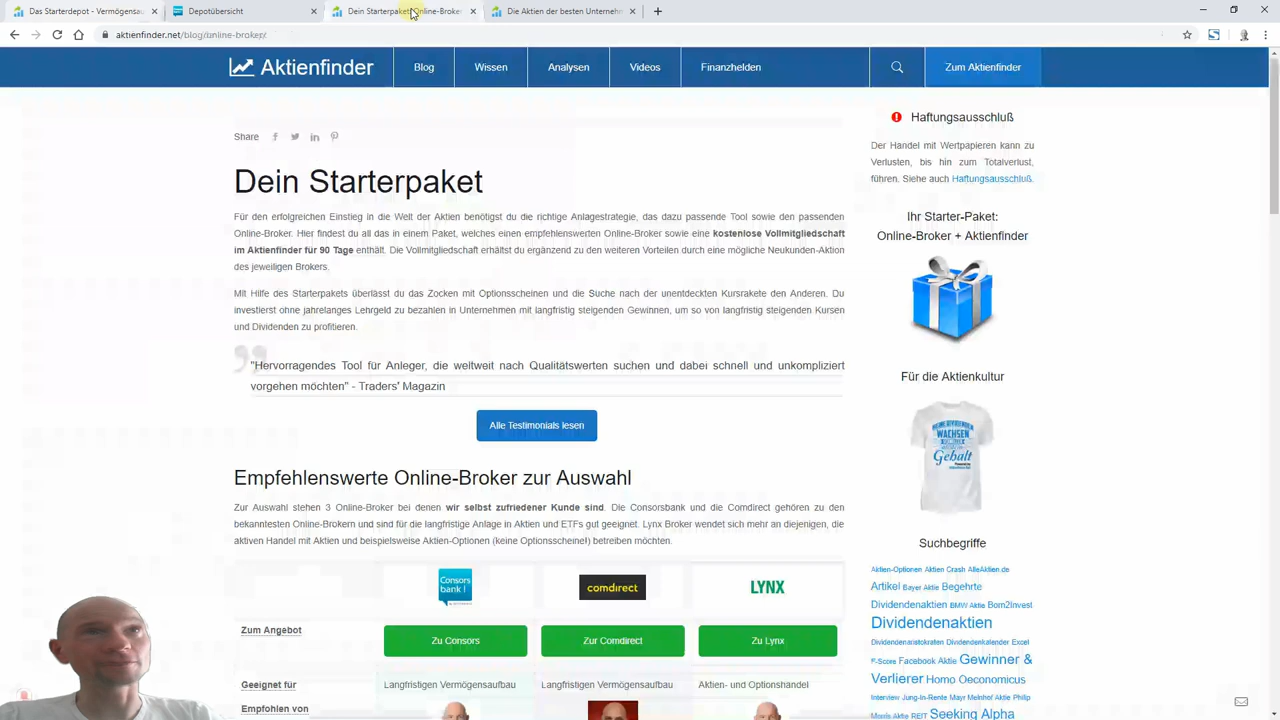 Das Starterdepot - Vermögensau
Depotübersicht
Dein Starterpaket
Online-Broker
Die Aktien der besten Unternehm
aktienfinder.net/blog/online-broker/
Aktienfinder
Blog
Wissen
Analysen
Videos
Finanzhelden
Zum Aktienfinder
Share
Dein Starterpaket
Für den erfolgreichen Einstieg in die Welt der Aktien benötigst du die richtige Anlagestrategie, das dazu passende Tool sowie den passenden
Online-Broker. Hier findest du all das in einem Paket, welches einen empfehlenswerten Online-Broker sowie eine kostenlose Vollmitgliedschaft
im Aktienfinder für 90 Tage enthält. Die Vollmitgliedschaft erhältst du ergänzend zu den weiteren Vorteilen durch eine mögliche Neukunden-Aktion
des jeweiligen Brokers.
Mit Hilfe des Starterpakets überlässt du das Zocken mit Optionsscheinen und die Suche nach der unentdeckten Kursrakete den Anderen. Du
investierst ohne jahrelanges Lehrgeld zu bezahlen in Unternehmen mit langfristig steigenden Gewinnen, um so von langfristig steigenden Kursen
und Dividenden zu profitieren.
"Hervorragendes Tool für Anleger, die weltweit nach Qualitätswerten suchen und dabei schnell und unkompliziert
vorgehen möchten" - Traders' Magazin
Alle Testimonials lesen
Empfehlenswerte Online-Broker zur Auswahl
Zur Auswahl stehen 3 Online-Broker bei denen wir selbst zufriedener Kunde sind. Die Consorsbank und die Comdirect gehören zu den
bekanntesten Online-Brokern und sind für die langfristige Anlage in Aktien und ETFs gut geeignet. Lynx Broker wendet sich mehr an diejenigen, die
aktiven Handel mit Aktien und beispielsweise Aktien-Optionen (keine Optionsscheine!) betreiben möchten.
Consors
bank!
comdirect
LYNX
Zum Angebot
Zu Consors
Zur Comdirect
Zu Lynx
Geeignet für
Langfristigen Vermögensaufbau
Langfristigen Vermögensaufbau
Aktien- und Optionshandel
Empfohlen von
Haftungsausschluß
Der Handel mit Wertpapieren kann zu
Verlusten, bis hin zum Totalverlust,
führen. Siehe auch Haftungsausschluß.
Ihr Starter-Paket:
Online-Broker + Aktienfinder
Für die Aktienkultur
MEINE DIVIDENDEN
WACHSEN
Gehalt
Suchbegriffe
Aktien-Optionen Aktien Crash AlleAktien.de
Artikel Bayer Aktie Begehrte
Dividendenaktien BMW Aktie Born2Invest
Dividendenaktien
Dividendenaristokraten Dividendenkalender Excel
F-Score Facebook Aktie Gewinner &
Verlierer Homo Oeconomicus
Interview Jung-In-Rente Mayr Melnhof Aktie Philip
Morris Aktie REIT Seeking Alpha